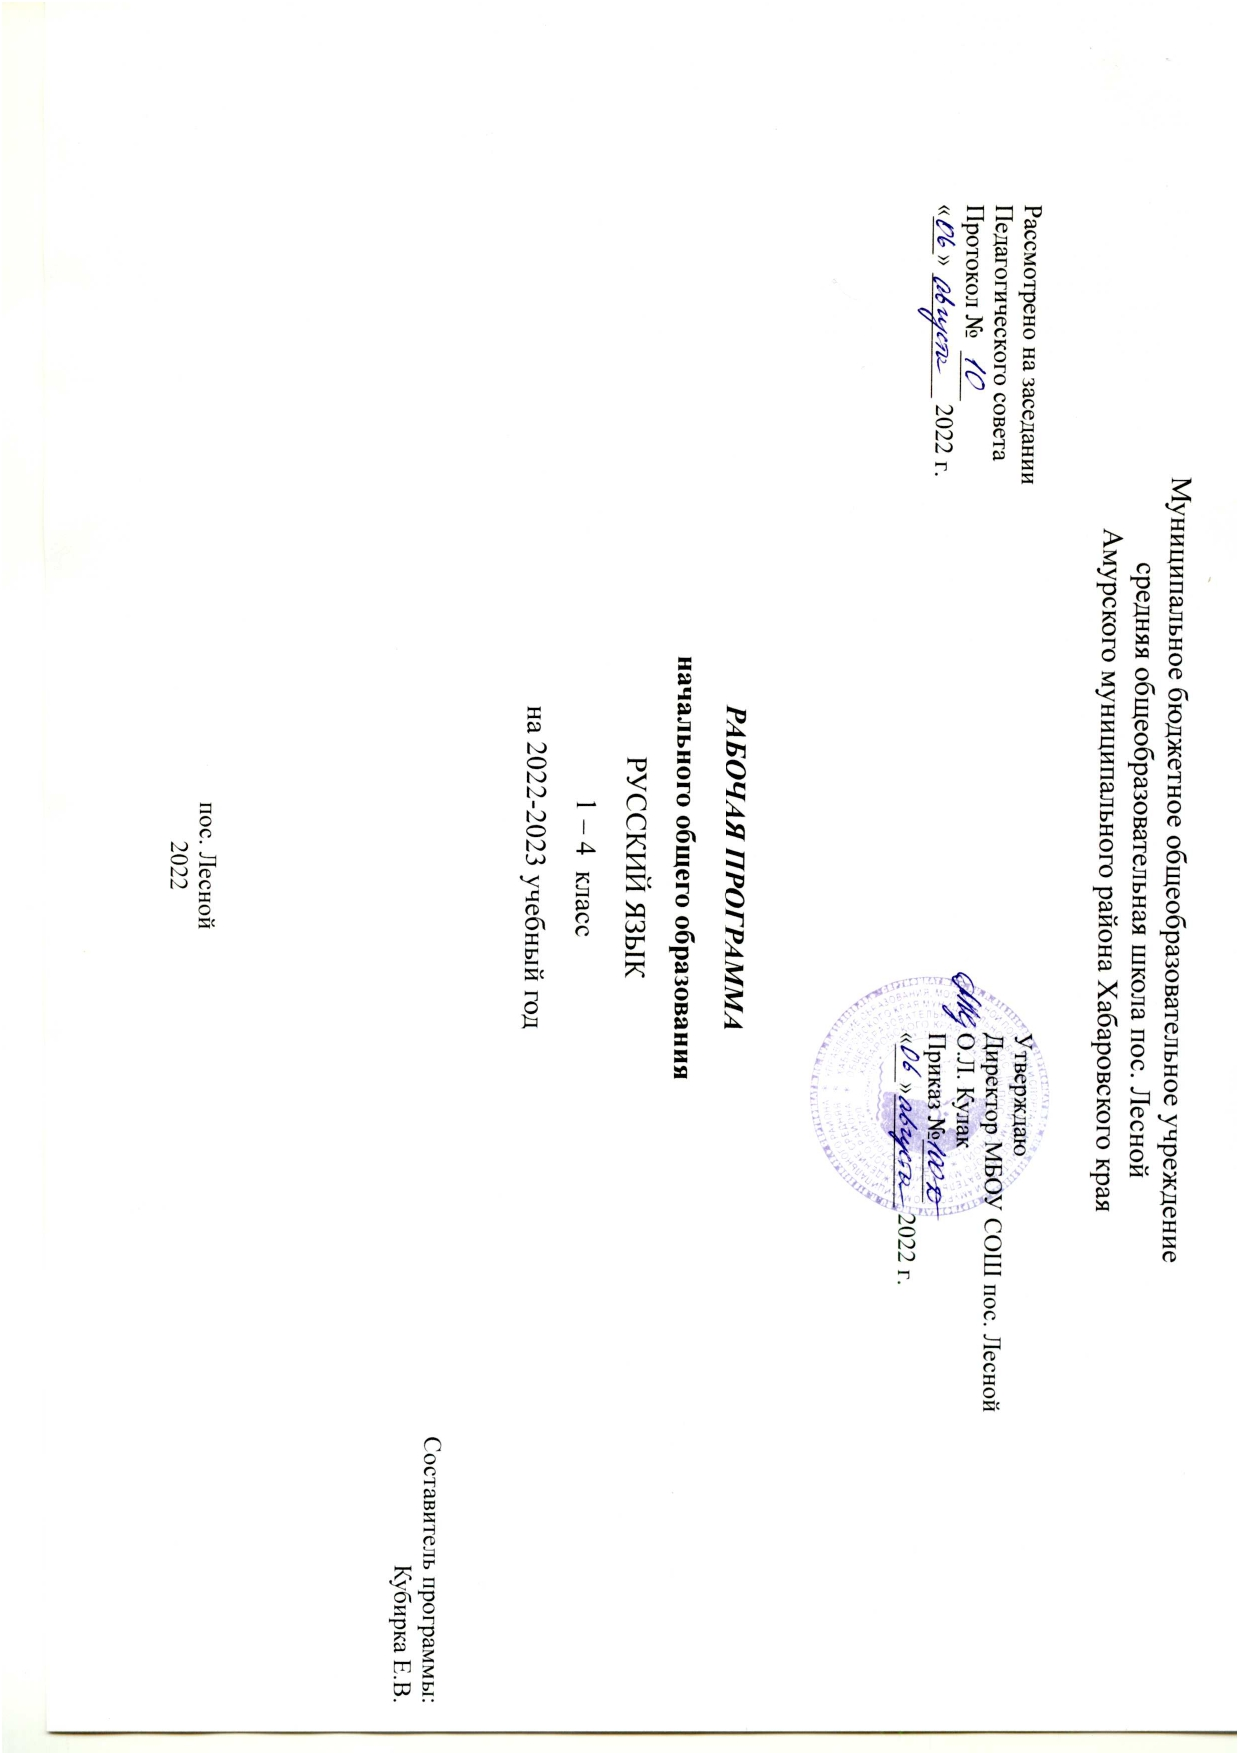 Муниципальное бюджетное общеобразовательное учреждение
средняя общеобразовательная школа пос. Лесной
Амурского муниципального района Хабаровского края
Рассмотрено на заседании
Педагогического совета
Протокол № 10
«06» августа 2022 г.
Утверждаю
Директор МБОУ СОШ пос. Лесной
О.Л. Кулак
Приказ №100-Д
«06» августа 2022 г.
РАБОЧАЯ ПРОГРАММА
начального общего образования
РУССКИЙ ЯЗЫК
1 – 4 класс
на 2022-2023 учебный год
Составитель программы:
Кубирка Е.В.
пос. Лесной
2022